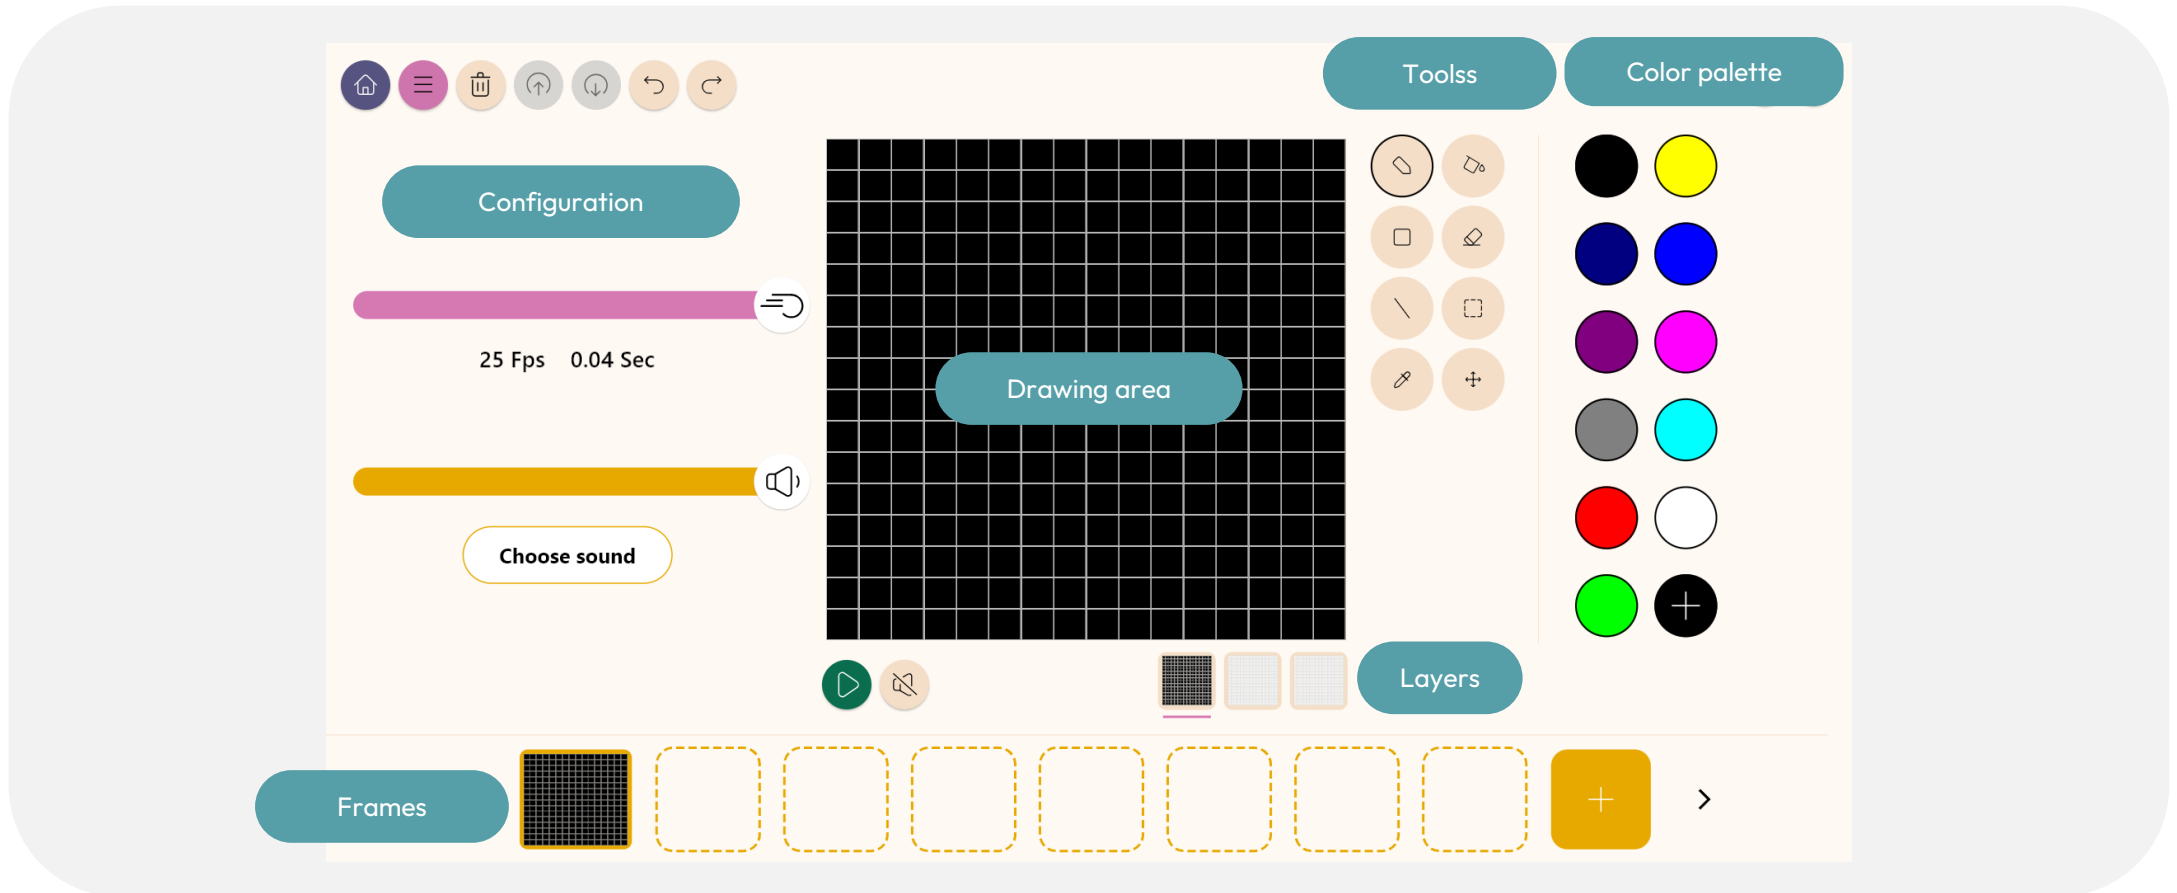 Toolss
Color palette
Configuration
25 Fps 0.04 Sec
Drawing area
Choose sound
Layers
Frames